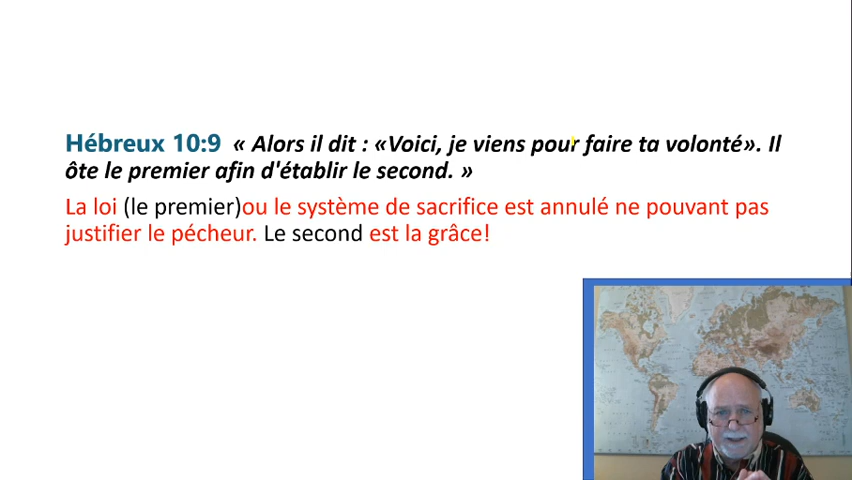 Hébreux 10:9 « Alors il dit : «Voici, je viens pour faire ta volonté». Il
ôte le premier afin d'établir le second. »
La loi (le premier)ou le système de sacrifice est annulé ne pouvant pas
justifier le pécheur. Le second est la grâce!